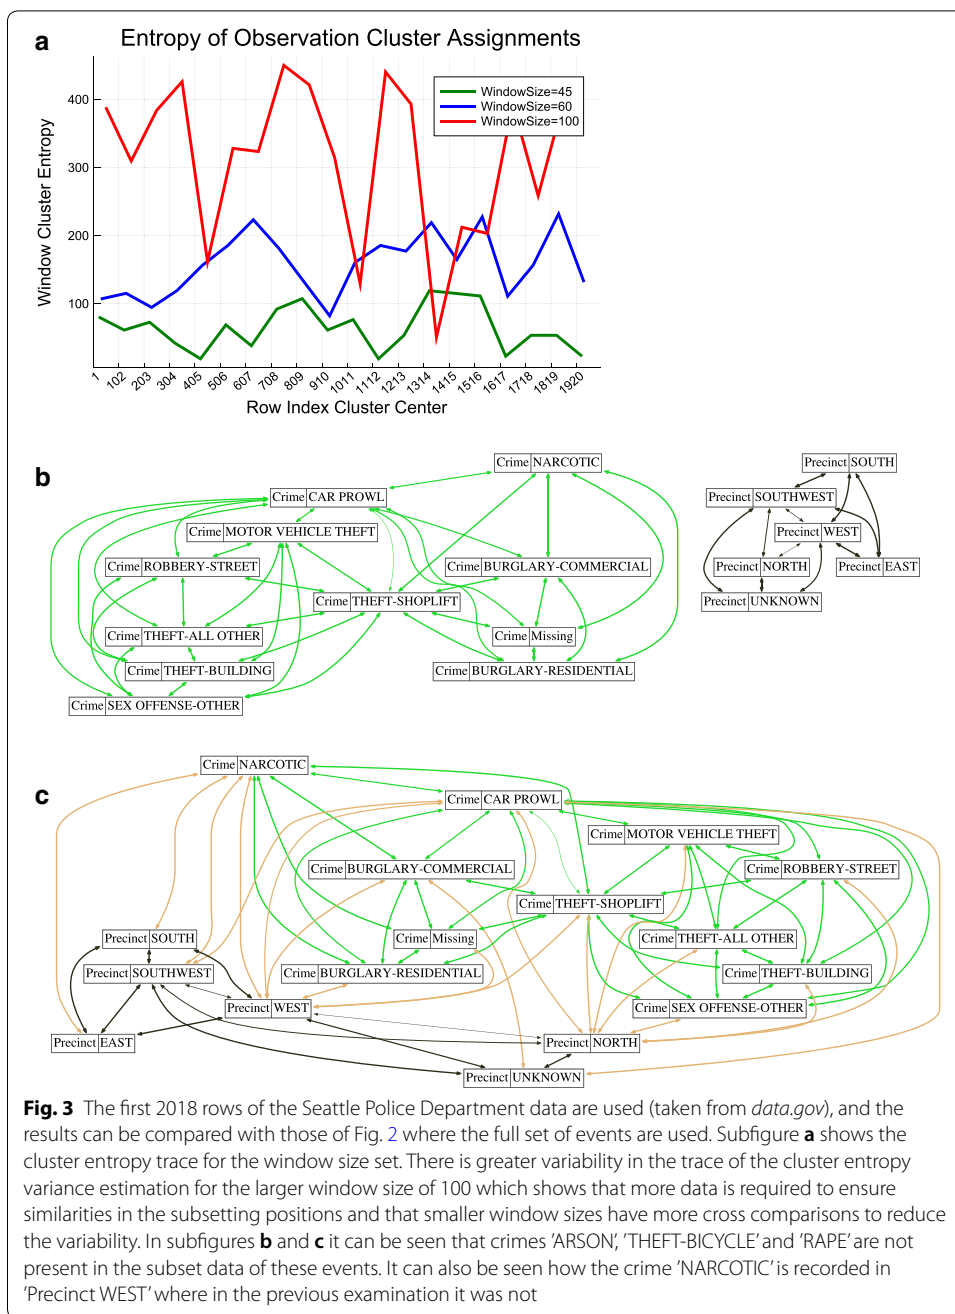 a
Entropy of Observation Cluster Assignments
WindowSize=45
WindowSize=60
WindowSize=100
Window Cluster Entropy
400
300
200
100
1 102 203 304 405 506 607 708 809 910 1011 1112 1213 1314 1415 1516 1617 1718 1819 1920
Row Index Cluster Center
b
Crime NARCOTIC
Crime CAR PROWL
Crime MOTOR VEHICLE THEFT
Crime ROBBERY-STREET
Crime BURGLARY-COMMERCIAL
Crime THEFT-SHOPLIFT
Crime THEFT-ALL OTHER
Crime Missing
Crime THEFT-BUILDING
Crime BURGLARY-RESIDENTIAL
Crime SEX OFFENSE-OTHER
Precinct SOUTH
Precinct SOUTHWEST
Precinct WEST
Precinct NORTH
Precinct EAST
Precinct UNKNOWN
c
Crime NARCOTIC
Crime CAR PROWL
Crime MOTOR VEHICLE THEFT
Crime BURGLARY-COMMERCIAL
Crime ROBBERY-STREET
Crime THEFT-SHOPLIFT
Precinct SOUTH
Crime Missing
Crime THEFT-ALL OTHER
Precinct SOUTHWEST
Crime BURGLARY-RESIDENTIAL
Crime THEFT-BUILDING
Precinct WEST
Crime SEX OFFENSE-OTHER
Precinct EAST
Precinct NORTH
Precinct UNKNOWN
Fig. 3 The first 2018 rows of the Seattle Police Department data are used (taken from data.gov), and the
results can be compared with those of Fig. 2 where the full set of events are used. Subfigure a shows the
cluster entropy trace for the window size set. There is greater variability in the trace of the cluster entropy
variance estimation for the larger window size of 100 which shows that more data is required to ensure
similarities in the subsetting positions and that smaller window sizes have more cross comparisons to reduce
the variability. In subfigures b and c it can be seen that crimes 'ARSON', 'THEFT-BICYCLE' and 'RAPE' are not
present in the subset data of these events. It can also be seen how the crime 'NARCOTIC' is recorded in
'Precinct WEST' where in the previous examination it was not